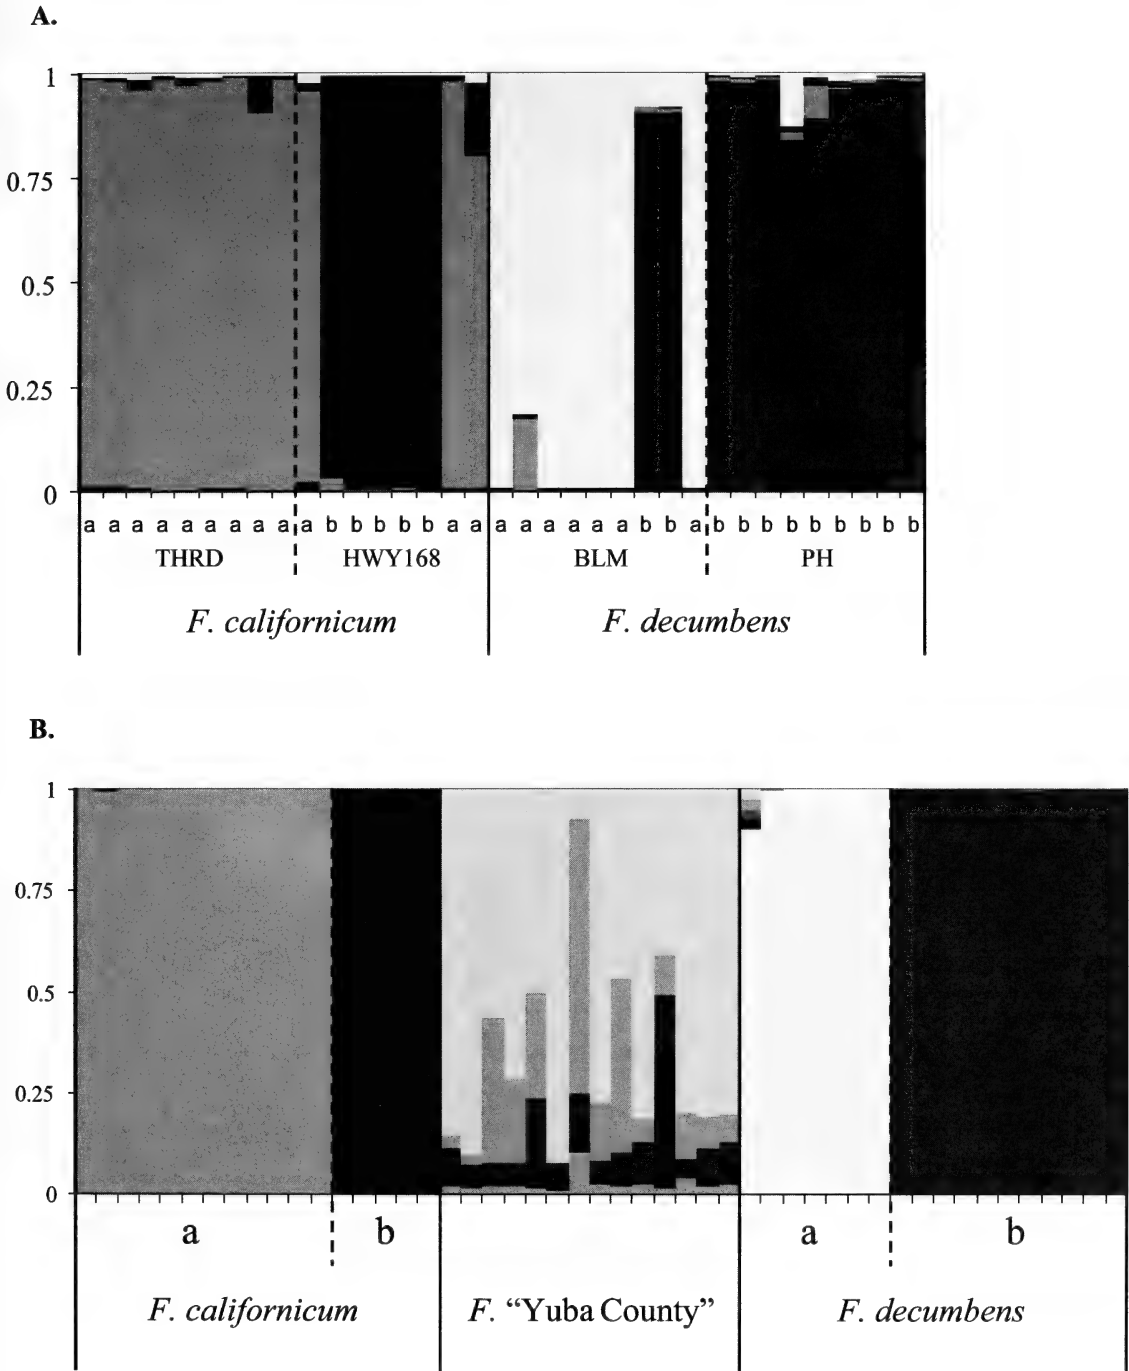 A.
1
0.75
0.5
0.25
0
a a a a a a a a a a b b b b b a a a a a a a a b b a b b b b b b b b b
THRD HWY168 BLM PH
F. californicum F. decumbens
B.
1
0.75
0.5
0.25
0
a b a b
F. californicum F. “Yuba County” F. decumbens